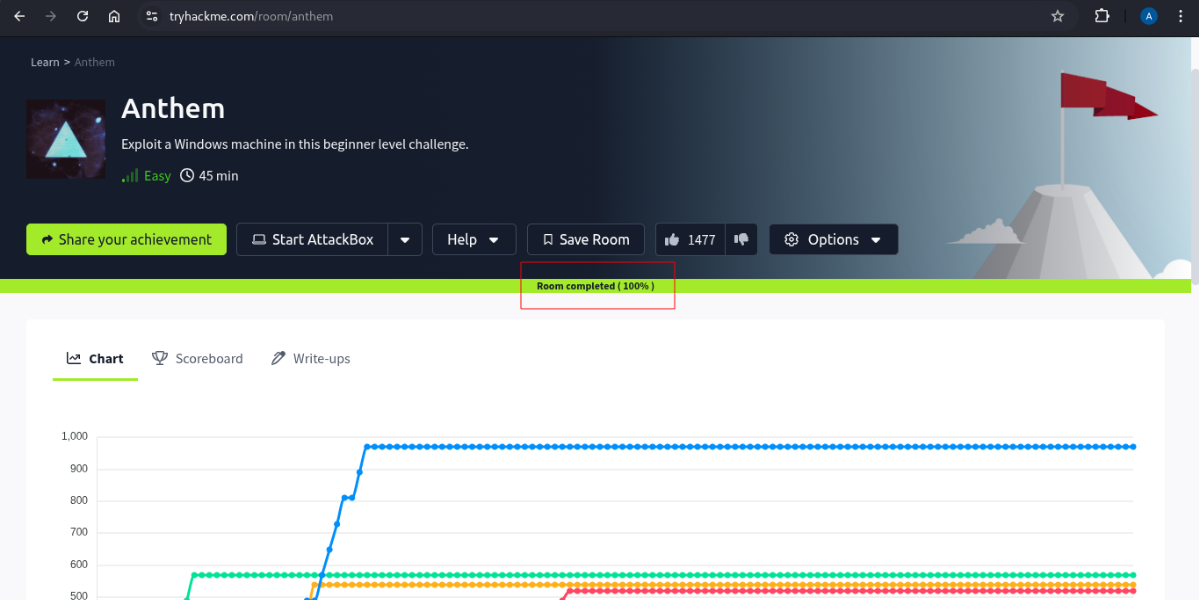 tryhackme.com/room/anthem
A
Learn > Anthem
Anthem
Exploit a Windows machine in this beginner level challenge.
Easy 45 min
Share your achievement Start AttackBox Help Save Room 1477 Options
Room completed ( 100% )
Chart Scoreboard Write-ups
1,000
900
800
700
600
500